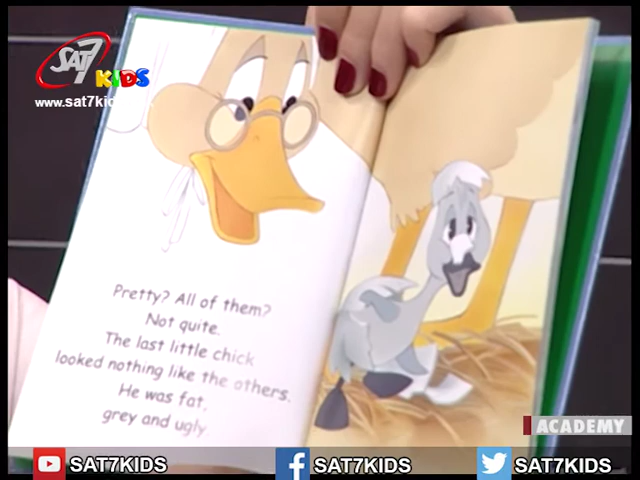 SAT7
KIDS
www.sat7kid
Pretty? All of them?
Not quite.
The last little chick
looked nothing like the others.
He was fat,
grey and ugly
ACADEMY
SAT7KIDS
SAT7KIDS
SAT7KIDS